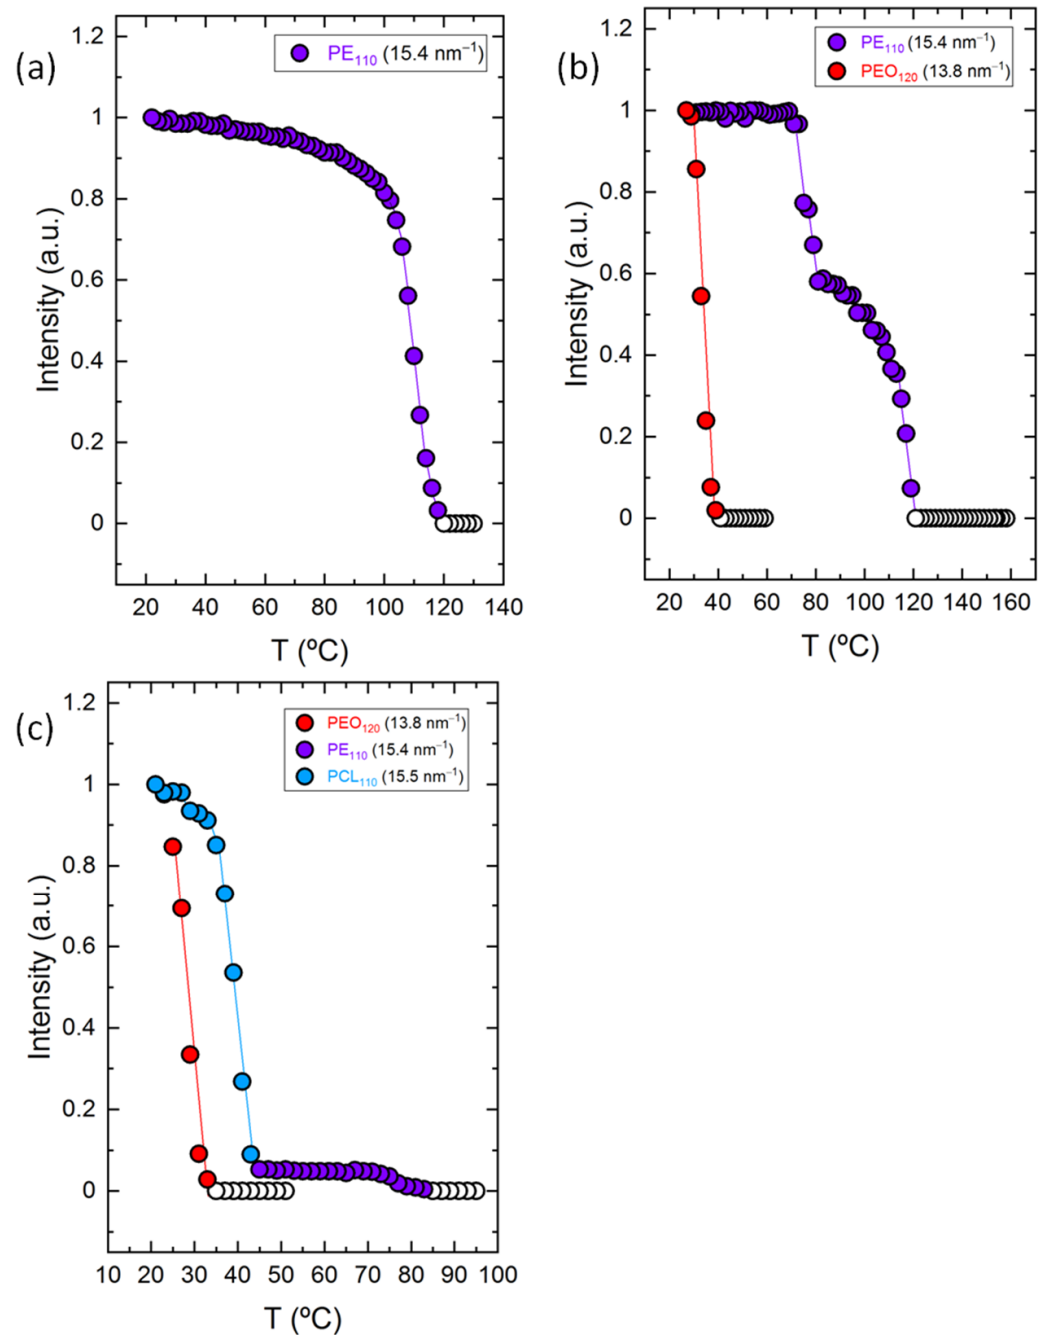 (a)
PE₁₁₀ (15.4 nm⁻¹)
1.2
1
0.8
0.6
0.4
0.2
0
Intensity (a.u.)
20 40 60 80 100 120 140
T (ºC)
(b)
PE₁₁₀ (15.4 nm⁻¹)
PEO₁₂₀ (13.8 nm⁻¹)
1.2
1
0.8
0.6
0.4
0.2
0
Intensity (a.u.)
20 40 60 80 100 120 140 160
T (ºC)
(c)
PEO₁₂₀ (13.8 nm⁻¹)
PE₁₁₀ (15.4 nm⁻¹)
PCL₁₁₀ (15.5 nm⁻¹)
1.2
1
0.8
0.6
0.4
0.2
0
Intensity (a.u.)
10 20 30 40 50 60 70 80 90 100
T (ºC)